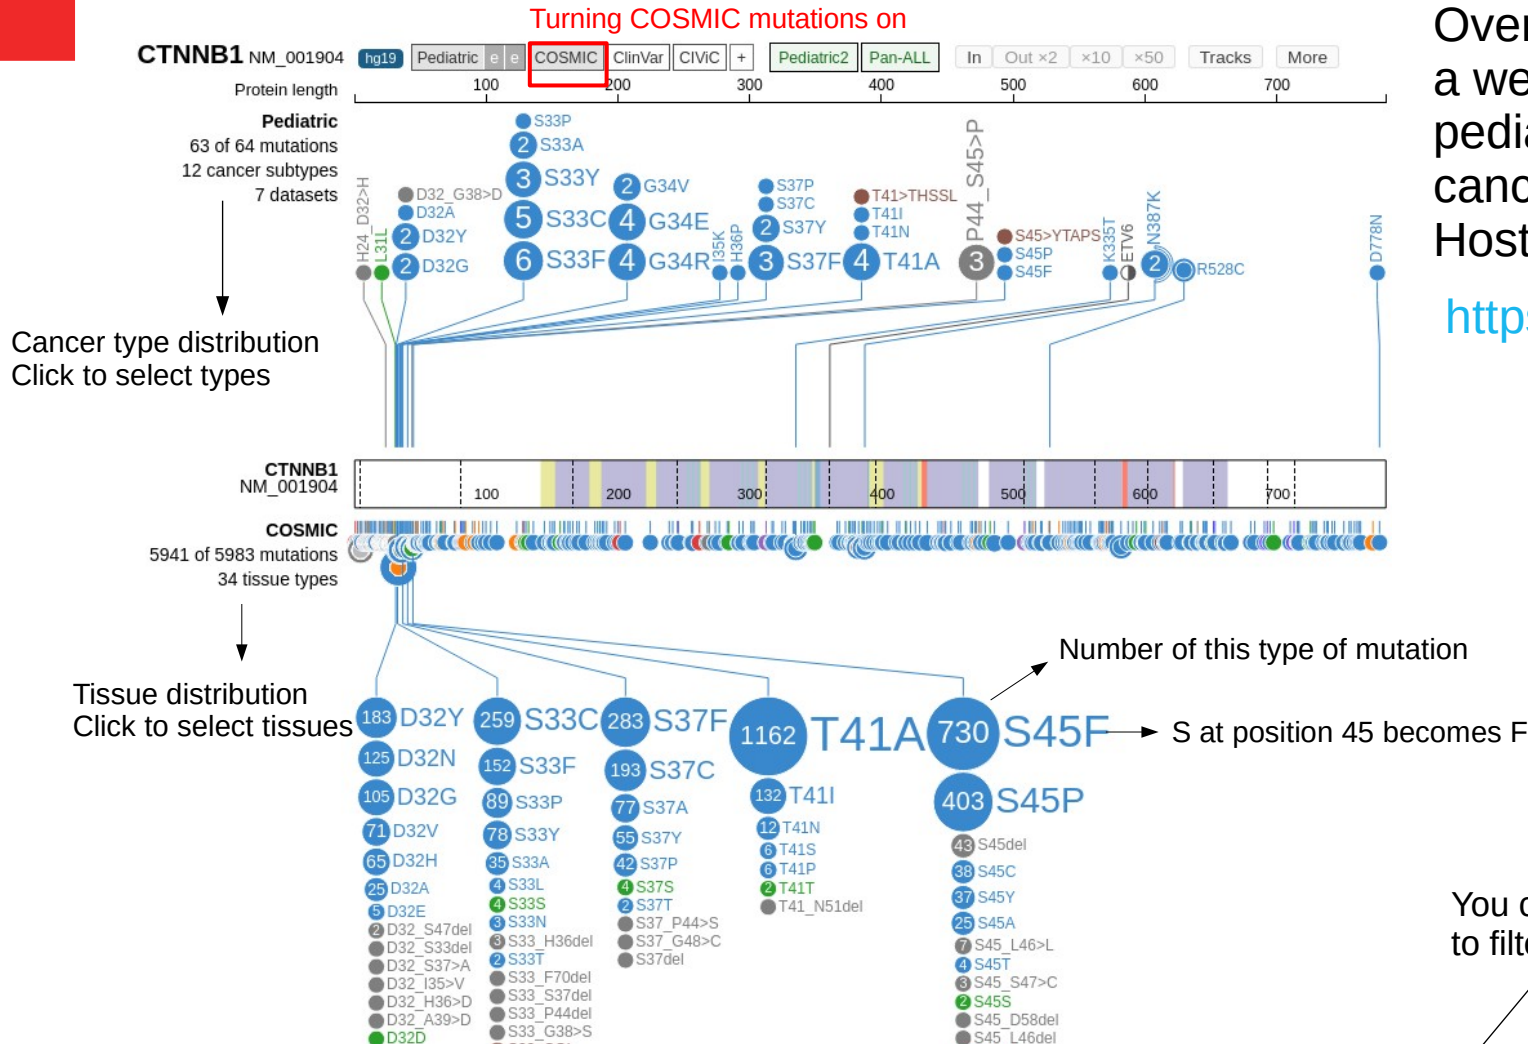 Turning COSMIC mutations on
CTNNB1 NM_001904 hg19 Pediatric e e COSMIC ClinVar CIViC + Pediatric2 Pan-ALL In Out ×2 ×10 ×50 Tracks More
Protein length 100 200 300 400 500 600 700
Pediatric
63 of 64 mutations
12 cancer subtypes
7 datasets
H24_D32>H
L31L
D32_G38>D
D32A
2 D32Y
2 D32G
S33P
2 S33A
3 S33Y
5 S33C
6 S33F
2 G34V
4 G34E
4 G34R
I35K
H36P
S37P
S37C
2 S37Y
3 S37F
T41>THSSL
T41I
T41N
4 T41A
3 P44_S45>P
S45>YTAPS
S45P
S45F
K335T
ETV6
2 N387K
R528C
D778N
Cancer type distribution
Click to select types
CTNNB1
NM_001904
100 200 300 400 500 600 700
COSMIC
5941 of 5983 mutations
34 tissue types
Tissue distribution
Click to select tissues
Number of this type of mutation
S at position 45 becomes F
183 D32Y
125 D32N
105 D32G
71 D32V
65 D32H
25 D32A
5 D32E
2 D32_S47del
D32_S33del
D32_S37>A
D32_I35>V
D32_H36>D
D32_A39>D
D32D
259 S33C
152 S33F
89 S33P
78 S33Y
35 S33A
4 S33L
4 S33S
3 S33N
3 S33_H36del
2 S33T
S33_F70del
S33_S37del
S33_P44del
S33_G38>S
283 S37F
193 S37C
77 S37A
55 S37Y
42 S37P
4 S37S
2 S37T
S37_P44>S
S37_G48>C
S37del
1162 T41A
132 T41I
12 T41N
6 T41S
6 T41P
2 T41T
T41_N51del
730 S45F
403 S45P
43 S45del
38 S45C
37 S45Y
25 S45A
7 S45_L46>L
4 S45T
3 S45_S47>C
2 S45S
S45_D58del
S45_L46del
Over
a we
pedia
canc
Host
https
You c
to filte